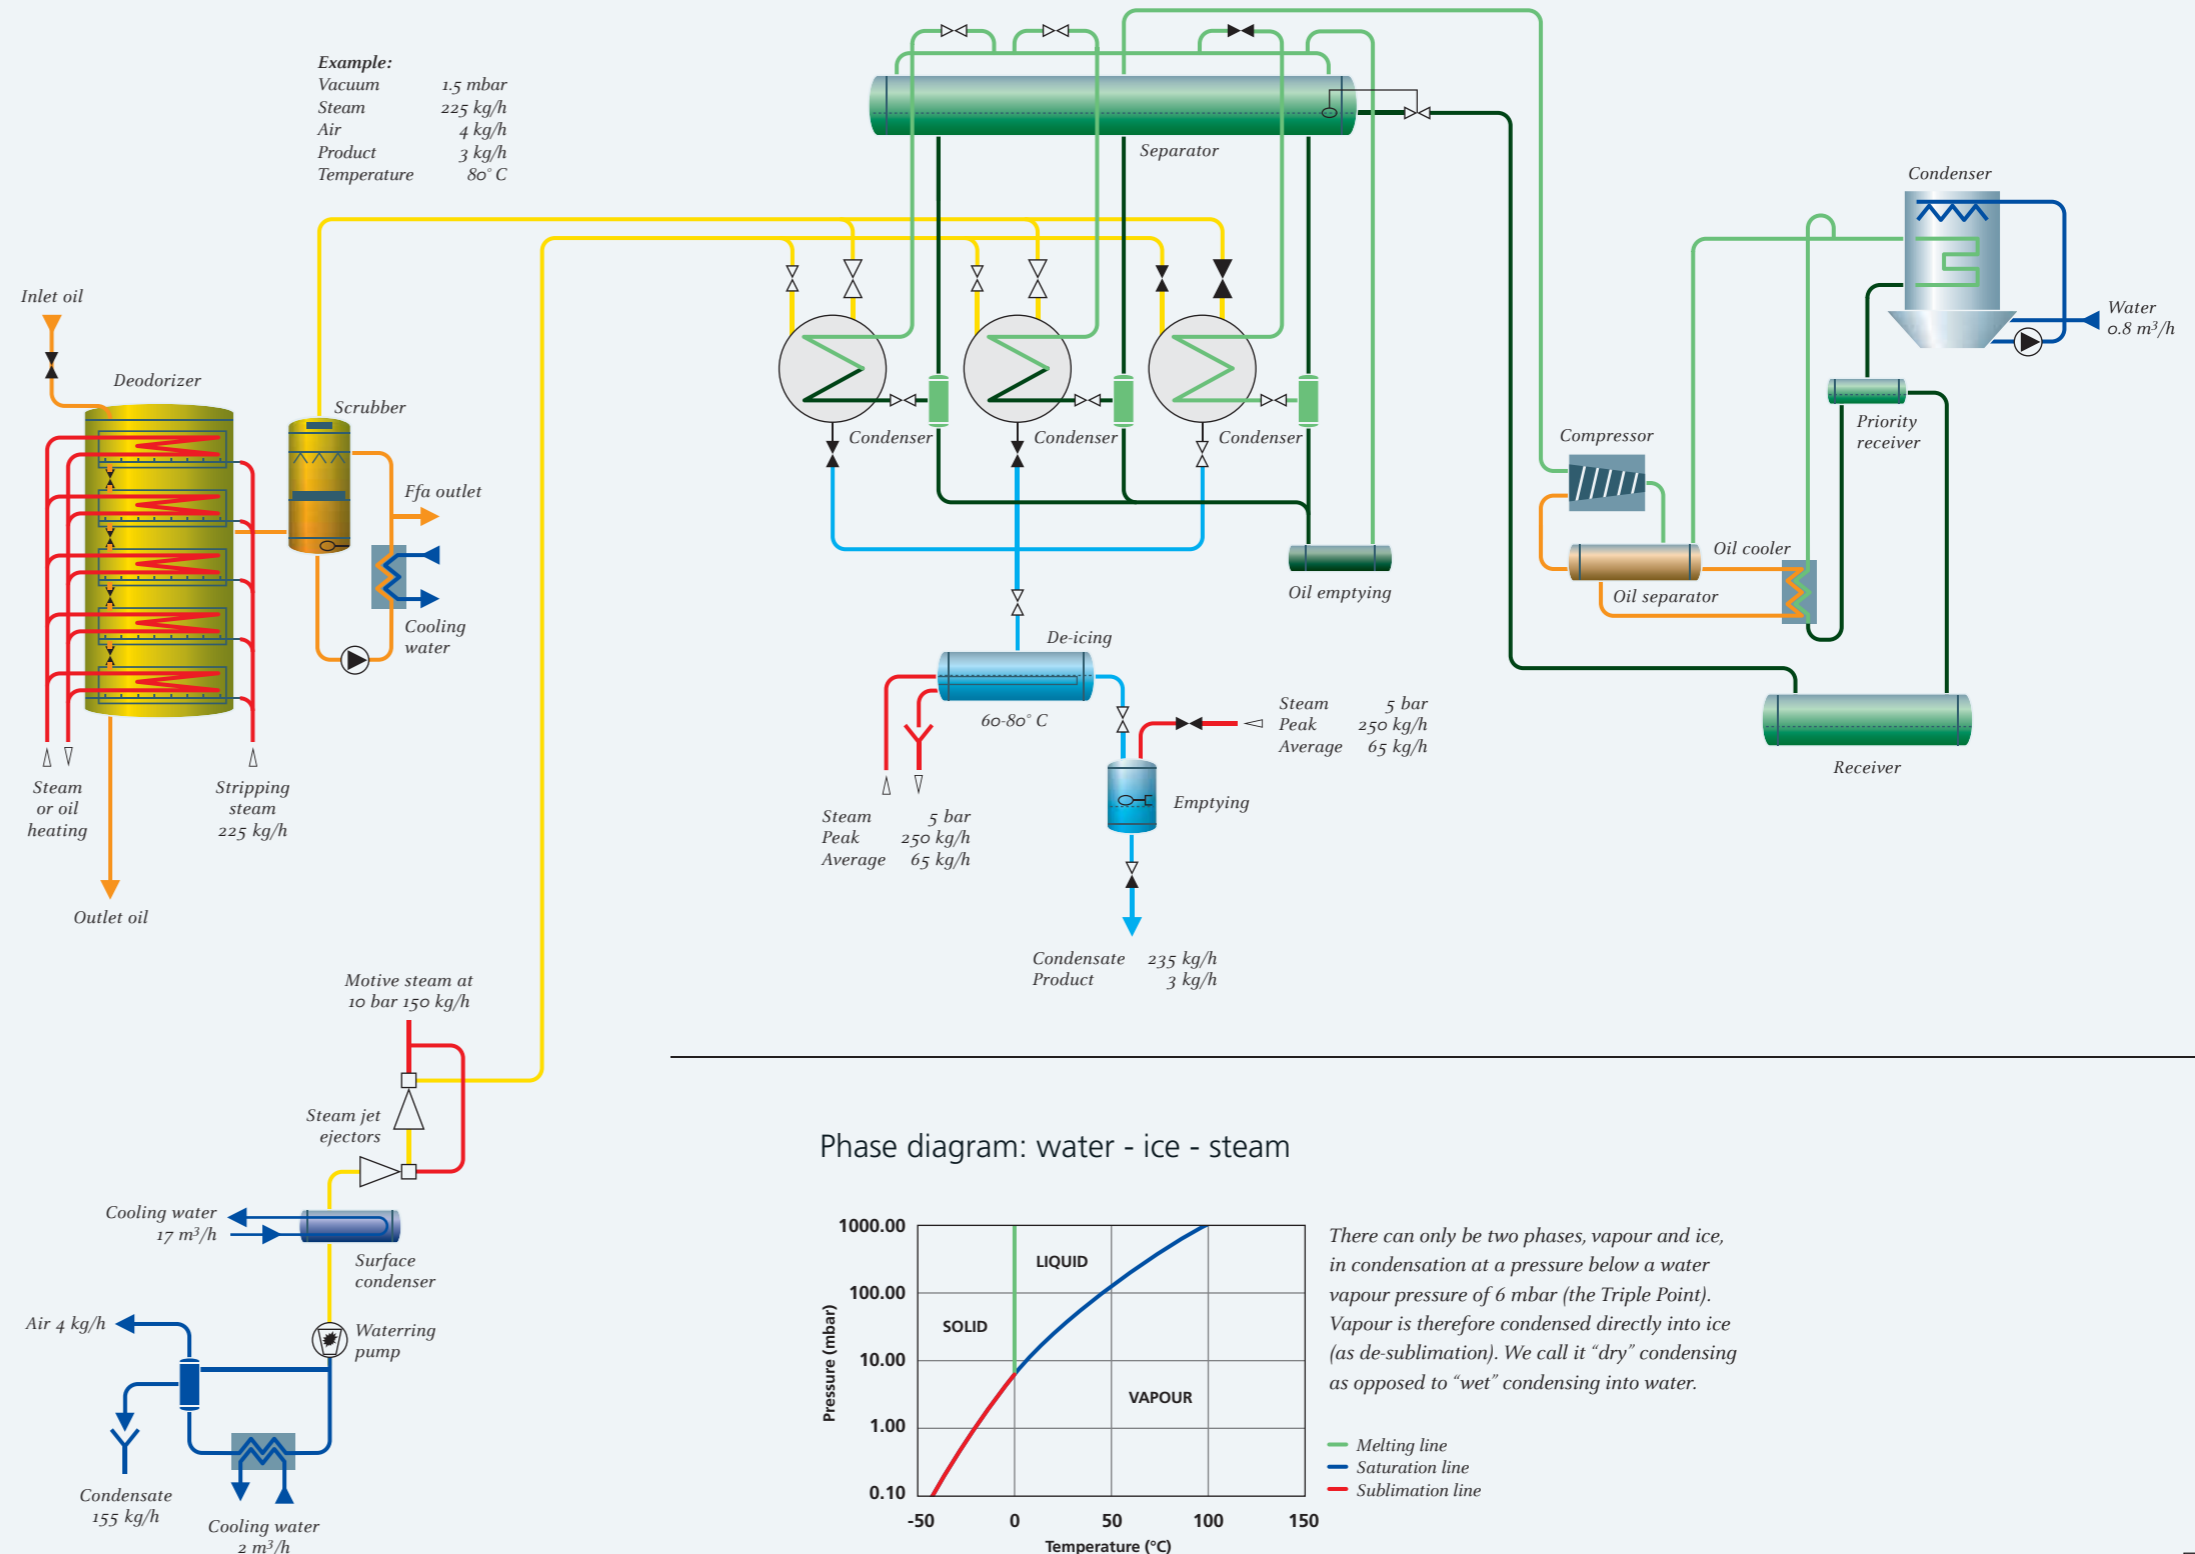 Example:
Vacuum 1.5 mbar
Steam 225 kg/h
Air 4 kg/h
Product 3 kg/h
Temperature 80° C
Separator
Condenser
Water
0.8 m³/h
Inlet oil
Deodorizer
Scrubber
Ffa outlet
Cooling
water
Condenser
Condenser
Condenser
Oil emptying
Compressor
Priority
receiver
Oil cooler
Oil separator
Receiver
De-icing
60-80° C
Steam 5 bar
Peak 250 kg/h
Average 65 kg/h
Steam
or oil
heating
Stripping
steam
225 kg/h
Outlet oil
Steam 5 bar
Peak 250 kg/h
Average 65 kg/h
Emptying
Condensate 235 kg/h
Product 3 kg/h
Motive steam at
10 bar 150 kg/h
Steam jet
ejectors
Cooling water
17 m³/h
Surface
condenser
Air 4 kg/h
Waterring
pump
Condensate
155 kg/h
Cooling water
2 m³/h
Phase diagram: water - ice - steam
Pressure (mbar)
1000.00
100.00
10.00
1.00
0.10
LIQUID
SOLID
VAPOUR
-50 0 50 100 150
Temperature (°C)
There can only be two phases, vapour and ice,
in condensation at a pressure below a water
vapour pressure of 6 mbar (the Triple Point).
Vapour is therefore condensed directly into ice
(as de-sublimation). We call it “dry” condensing
as opposed to “wet” condensing into water.
Melting line
Saturation line
Sublimation line